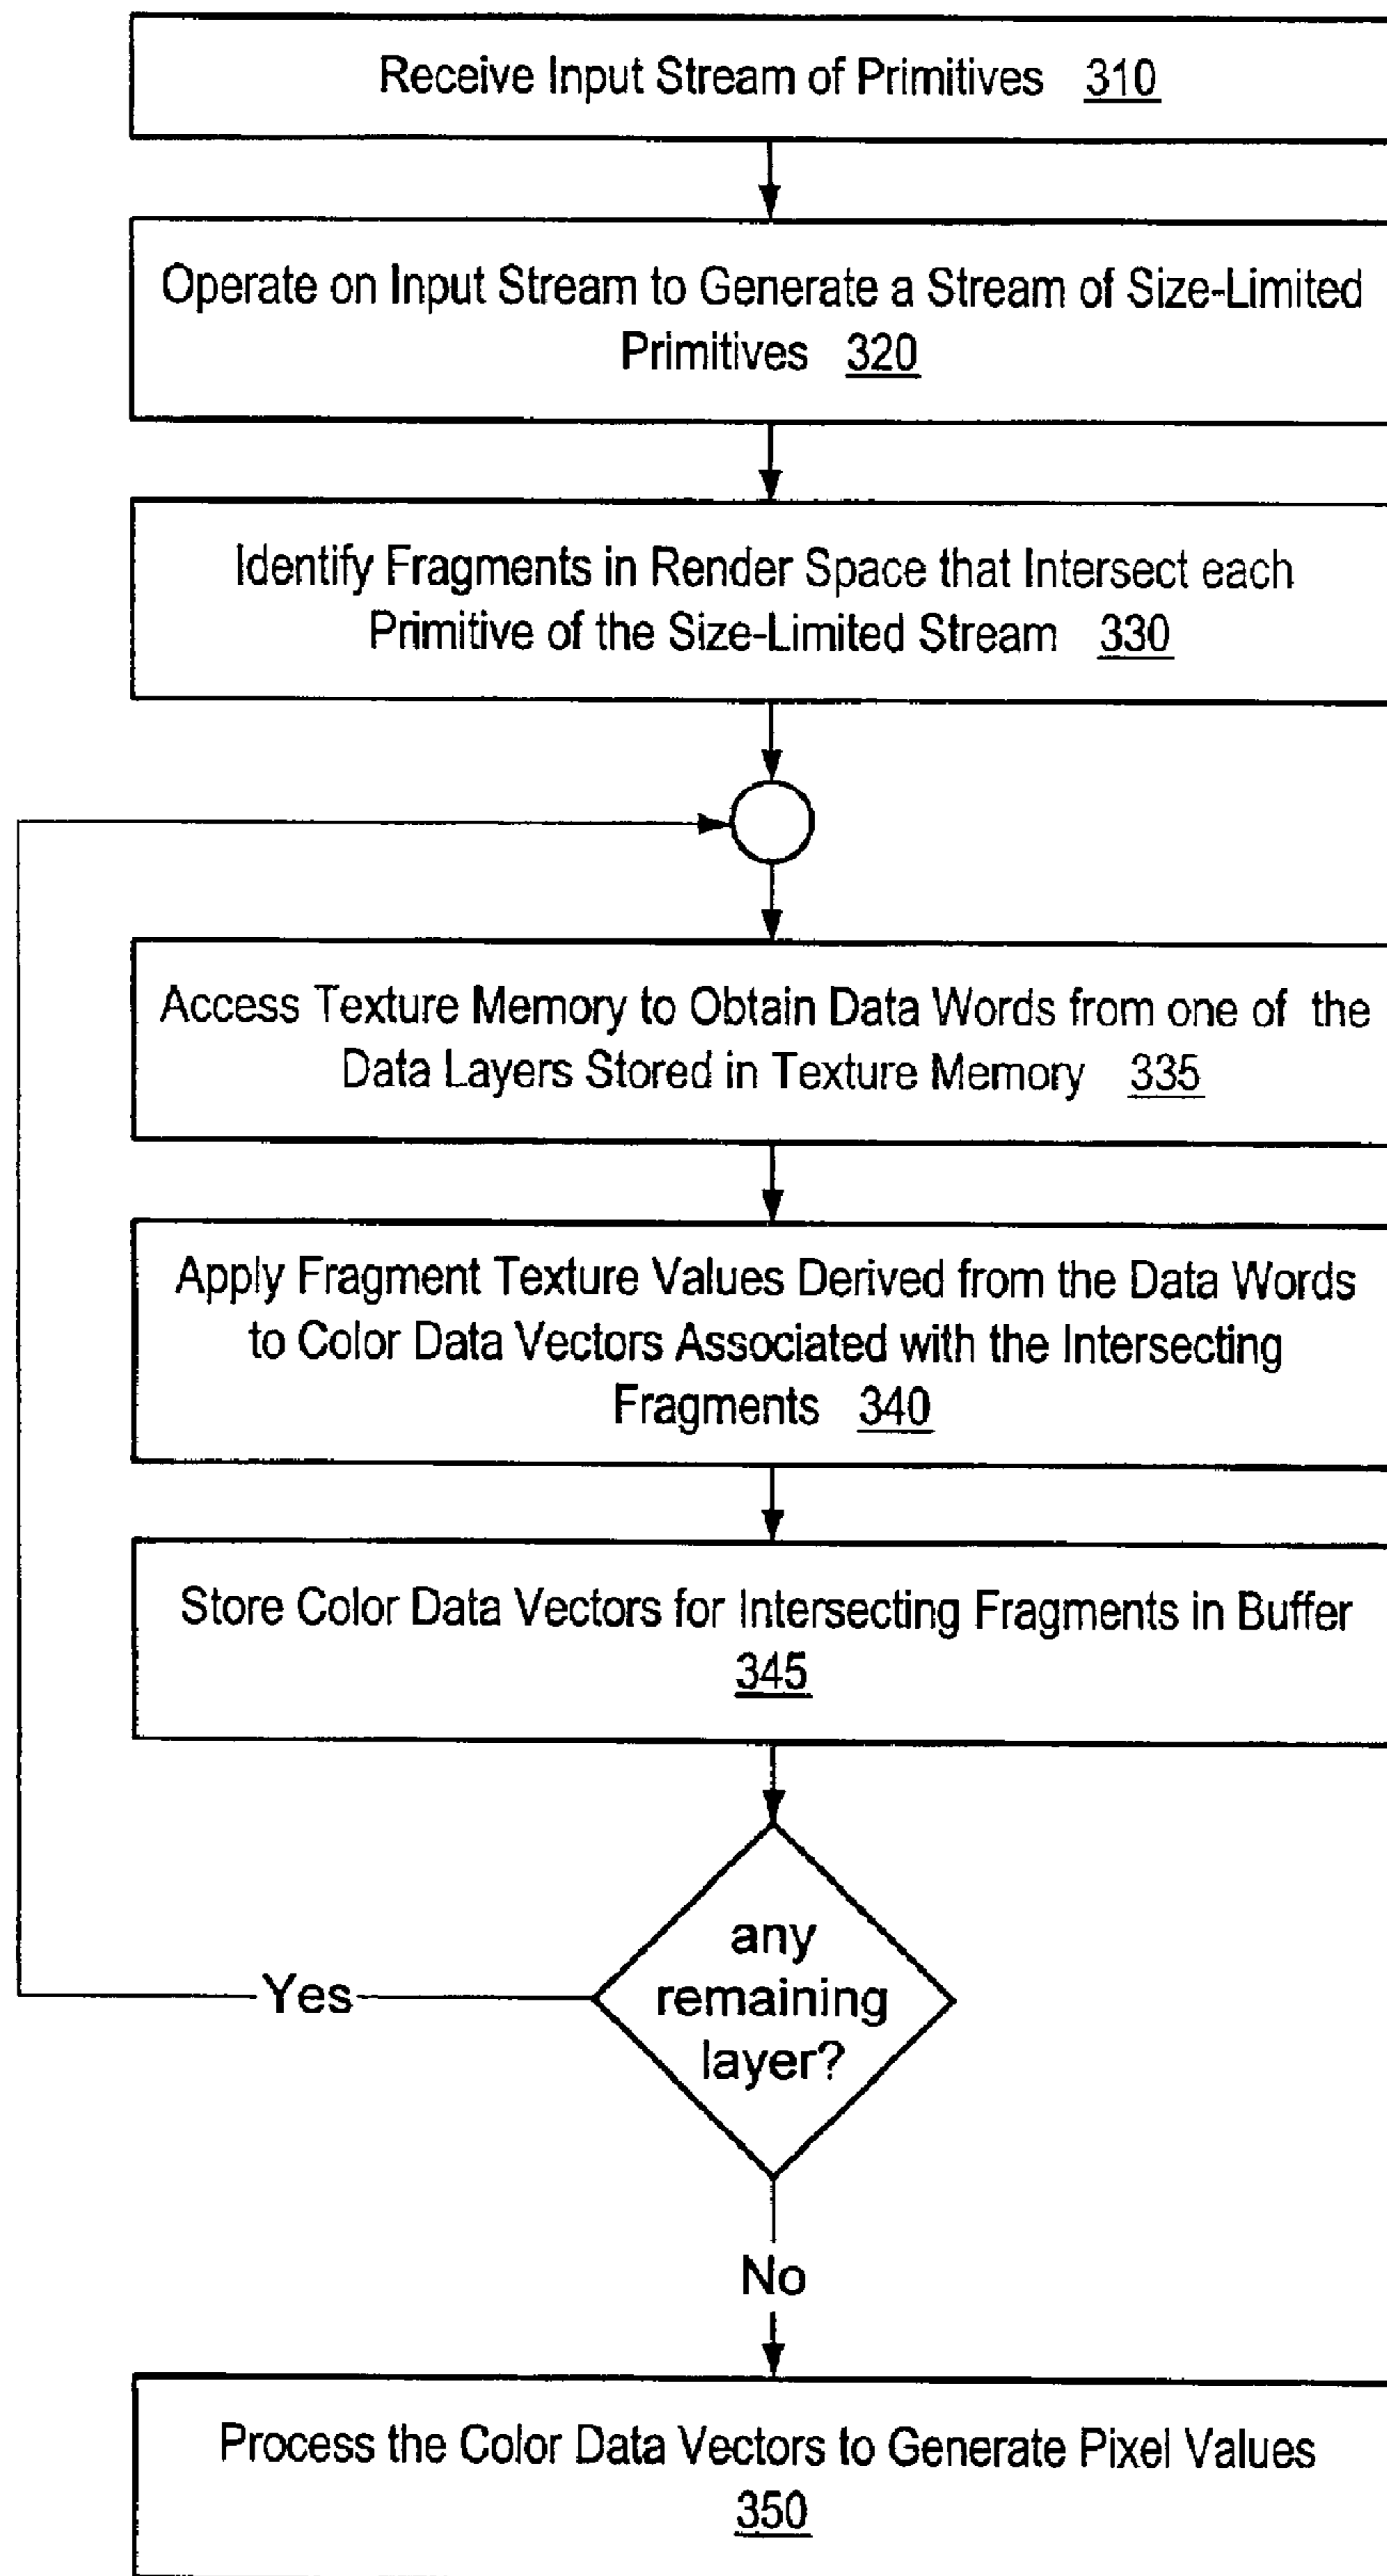 Receive Input Stream of Primitives 310
Operate on Input Stream to Generate a Stream of Size-Limited
Primitives 320
Identify Fragments in Render Space that Intersect each
Primitive of the Size-Limited Stream 330
Access Texture Memory to Obtain Data Words from one of the
Data Layers Stored in Texture Memory 335
Apply Fragment Texture Values Derived from the Data Words
to Color Data Vectors Associated with the Intersecting
Fragments 340
Store Color Data Vectors for Intersecting Fragments in Buffer
345
any
remaining
layer?
Yes
No
Process the Color Data Vectors to Generate Pixel Values
350